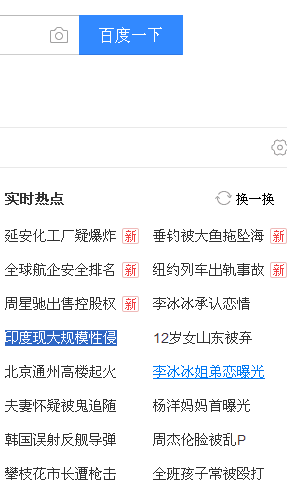 百度一下
实时热点 换一换
延安化工厂疑爆炸 新 垂钓被大鱼拖坠海 新
全球航企安全排名 新 纽约列车出轨事故 新
周星驰出售控股权 新 李冰冰承认恋情
印度现大规模性侵 12岁女山东被弃
北京通州高楼起火 李冰冰姐弟恋曝光
夫妻怀疑被鬼追随 杨洋妈妈首曝光
韩国误射反舰导弹 周杰伦脸被乱P
攀枝花市长遭枪击 全班孩子常被殴打